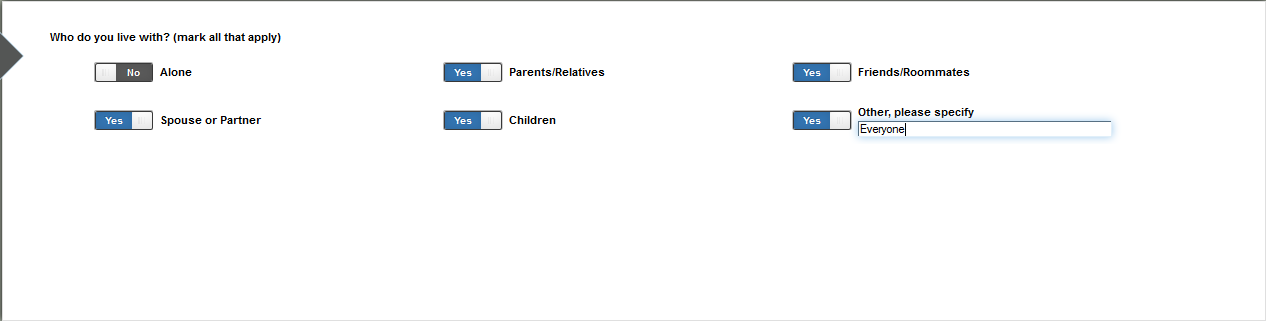 Who do you live with? (mark all that apply)
No Alone
Yes Parents/Relatives
Yes Friends/Roommates
Yes Spouse or Partner
Yes Children
Yes Other, please specify
Everyone